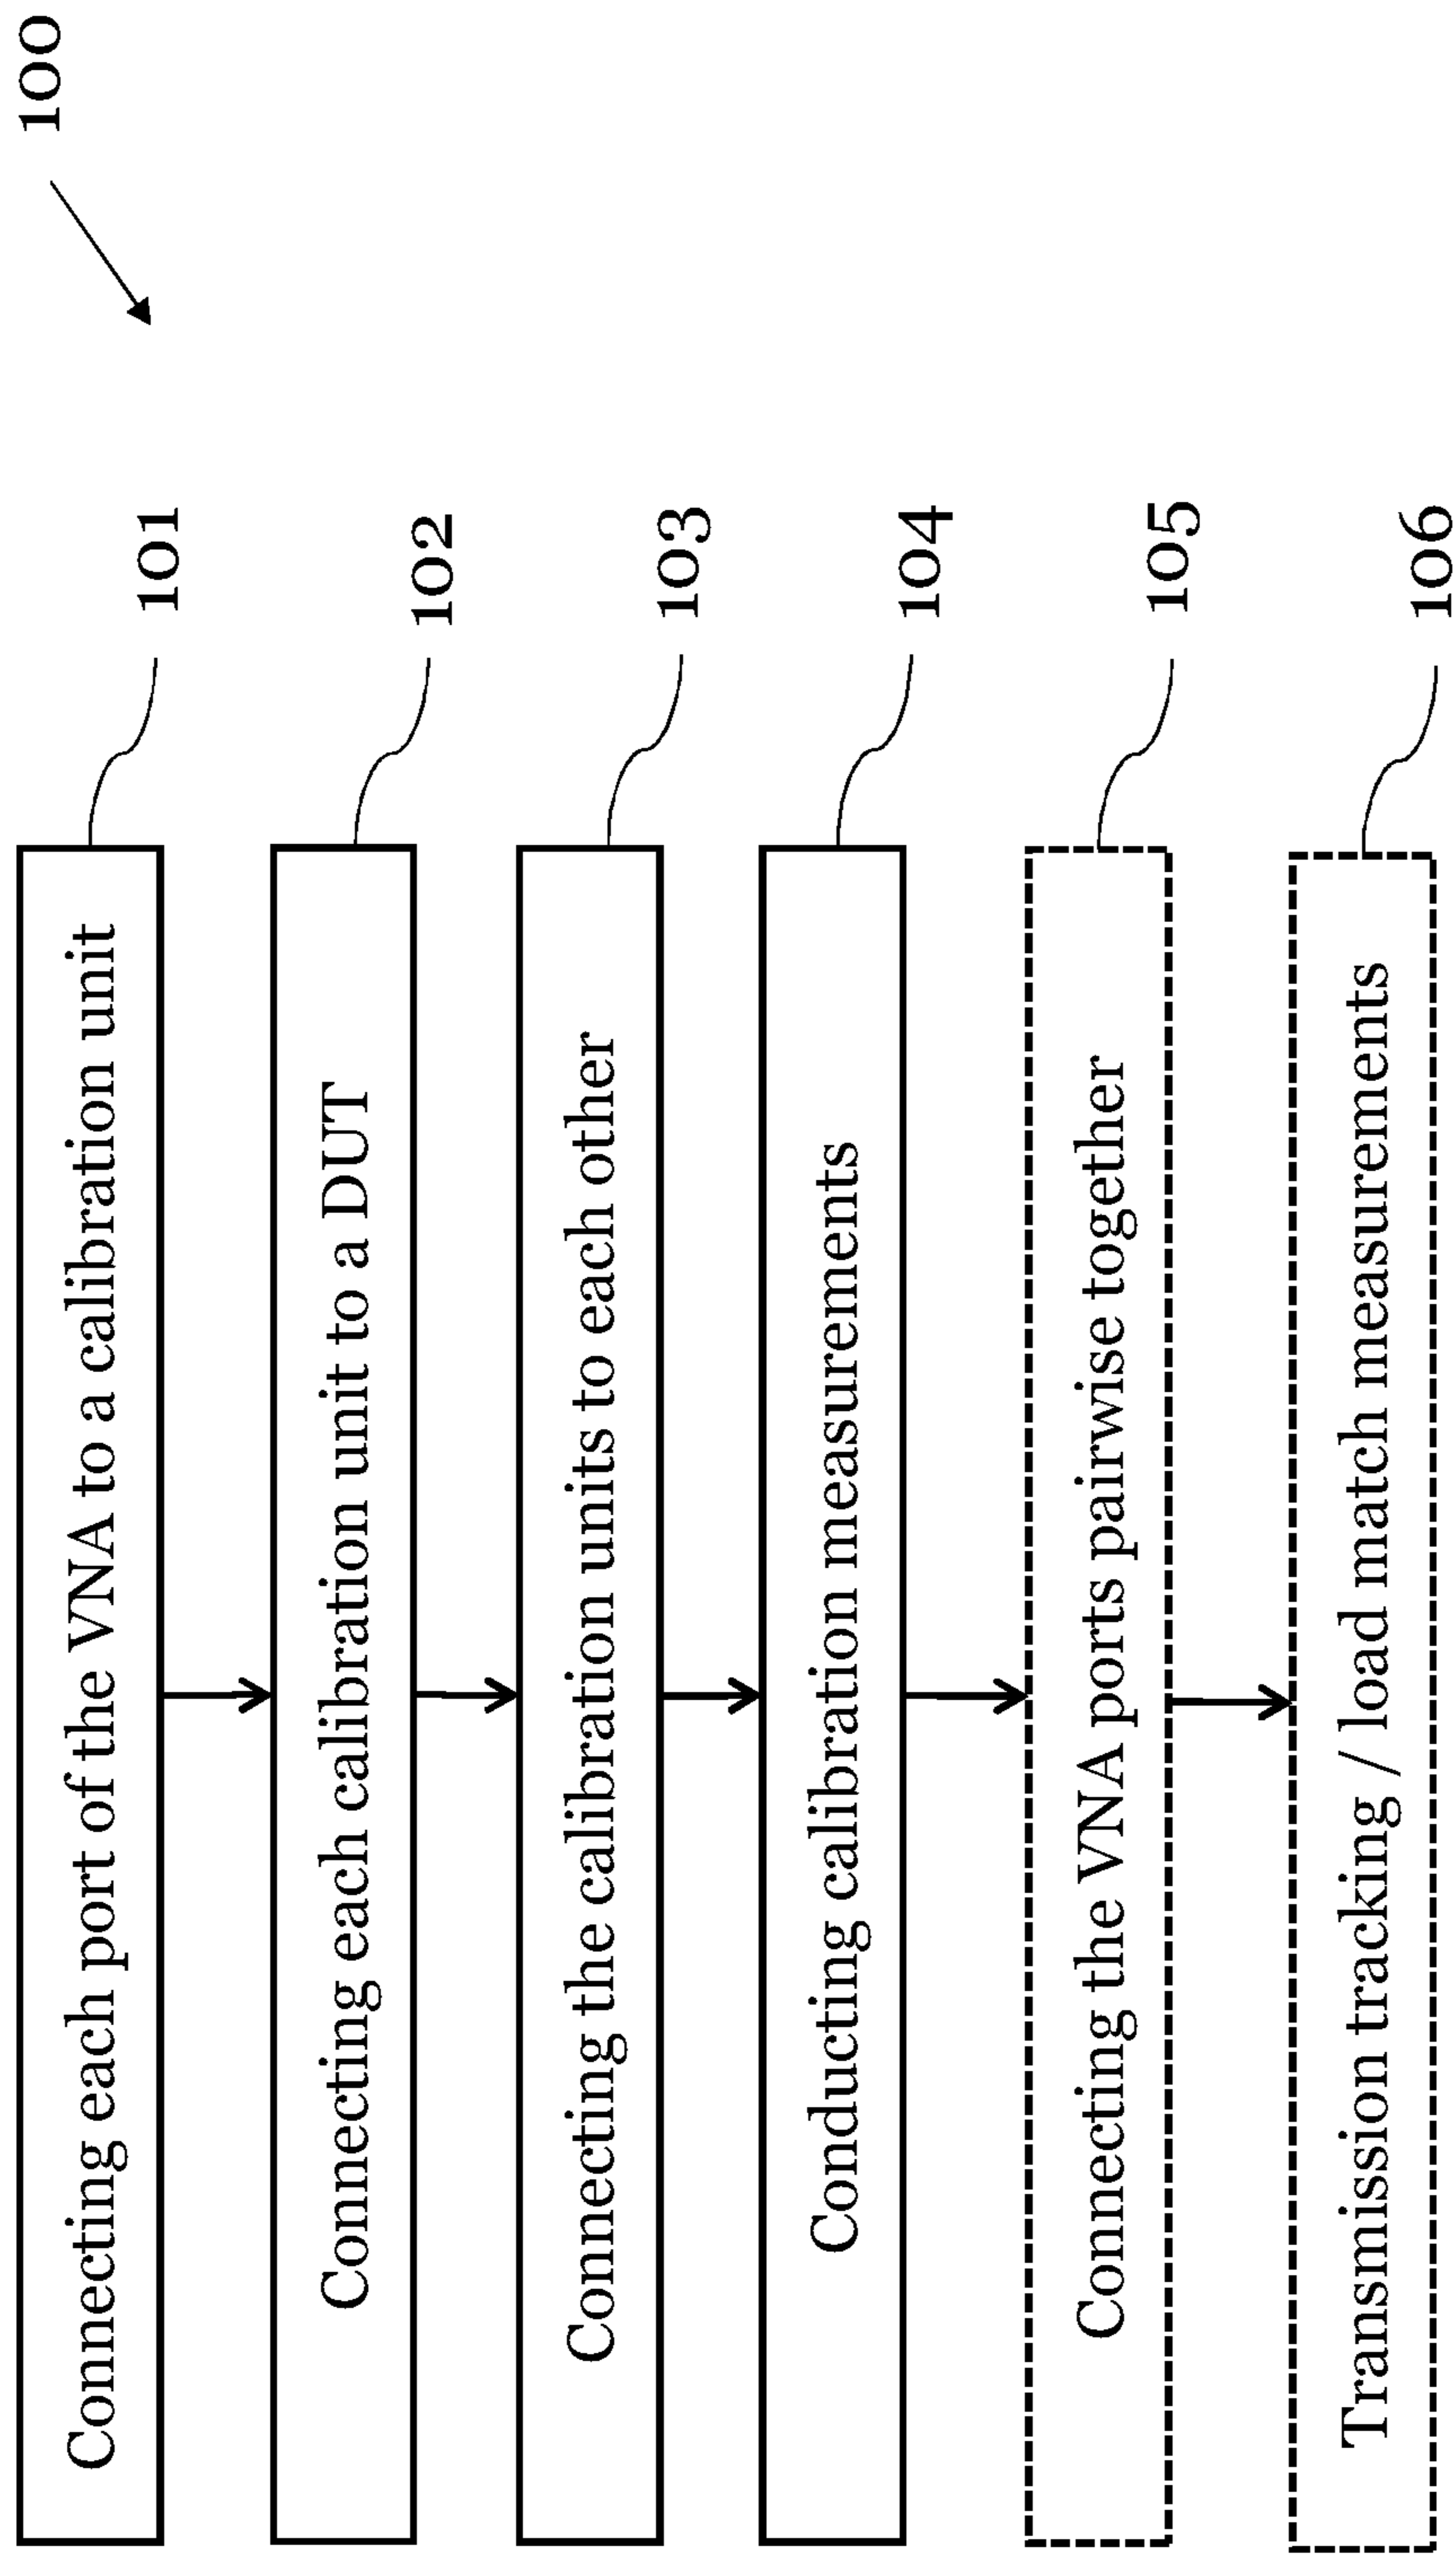 100
Connecting each port of the VNA to a calibration unit
101
Connecting each calibration unit to a DUT
102
Connecting the calibration units to each other
103
Conducting calibration measurements
104
Connecting the VNA ports pairwise together
105
Transmission tracking / load match measurements
106